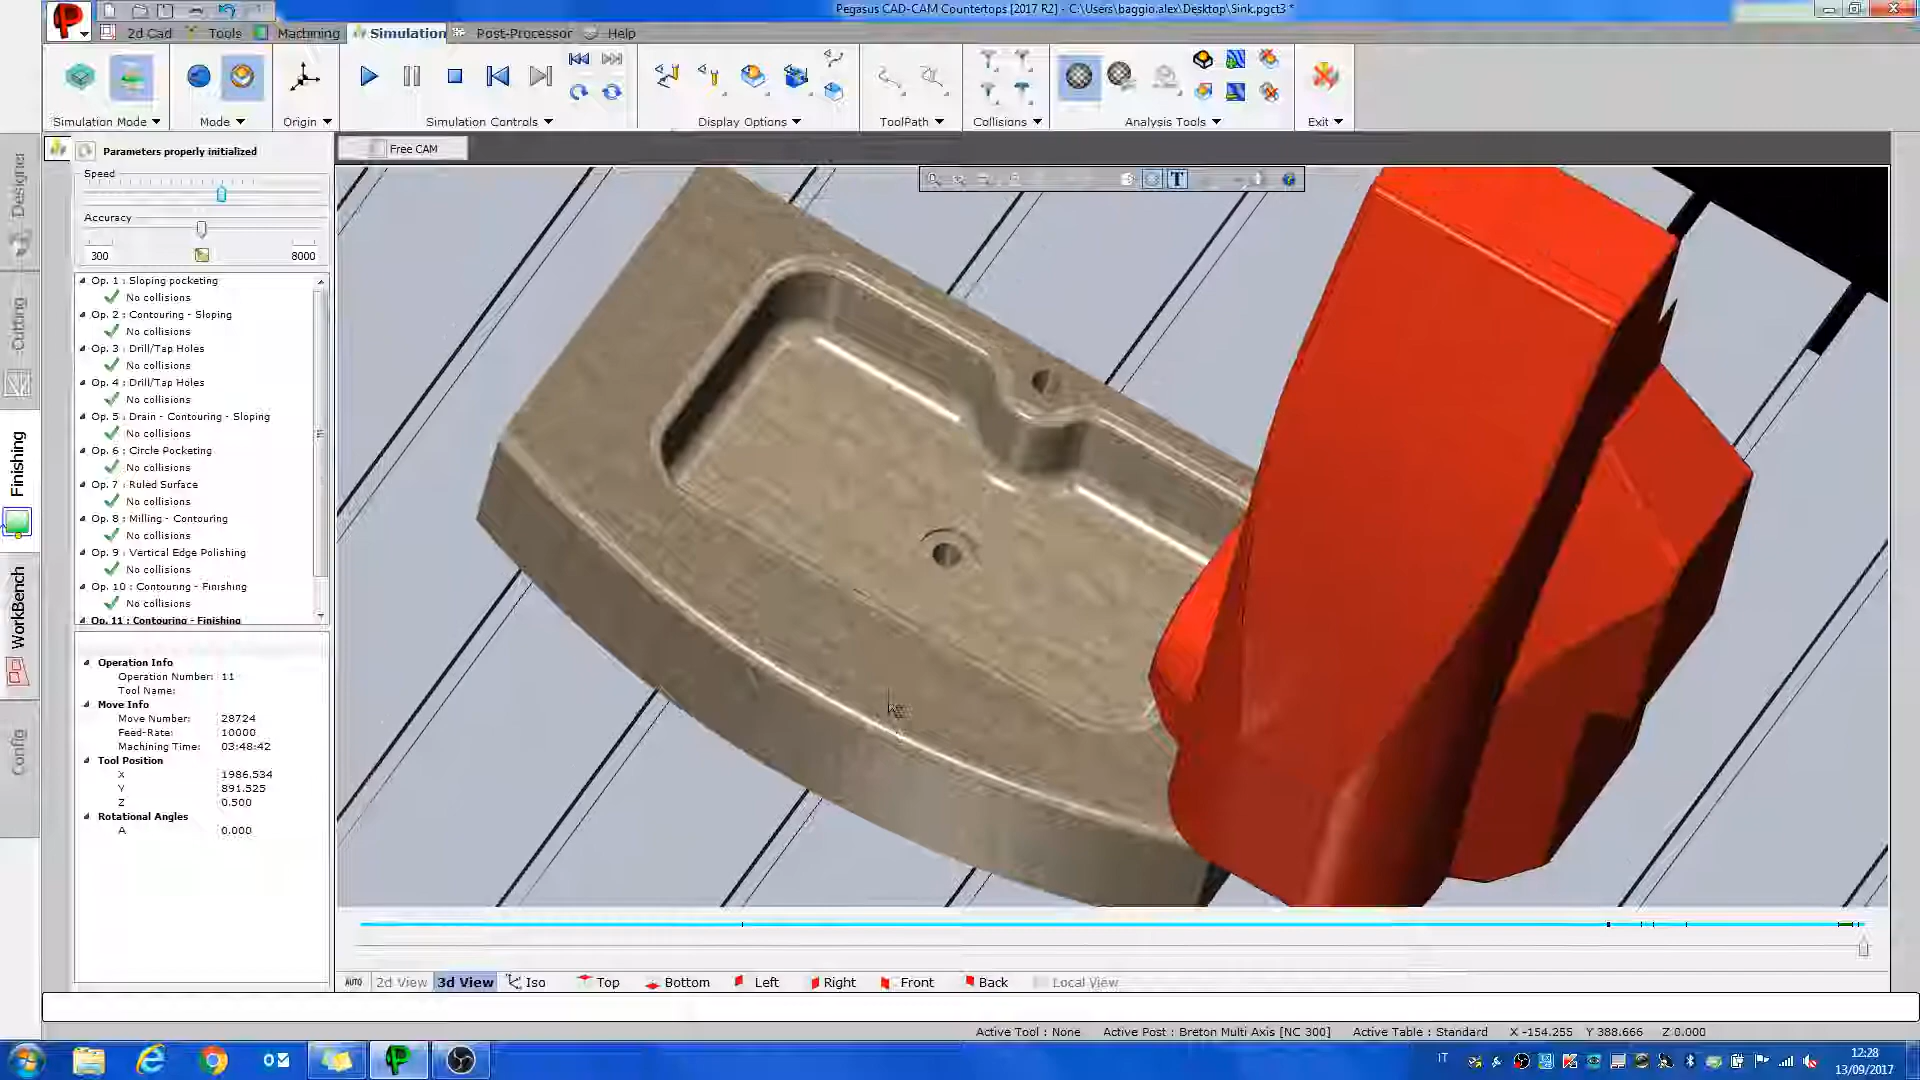 Pegasus CAD-CAM Countertops [2017 R2] - C:\Users\baggio.alex\Desktop\Sink.pgct3 *
2d Cad Tools Machining Simulation Post-Processor Help
Simulation Mode Mode Origin Simulation Controls Display Options ToolPath Collisions Analysis Tools Exit
Parameters properly initialized
Free CAM
Speed
T
Accuracy
300 8000
Op. 1 : Sloping pocketing
No collisions
Op. 2 : Contouring - Sloping
No collisions
Op. 3 : Drill/Tap Holes
No collisions
Op. 4 : Drill/Tap Holes
No collisions
Op. 5 : Drain - Contouring - Sloping
No collisions
Op. 6 : Circle Pocketing
No collisions
Op. 7 : Ruled Surface
No collisions
Op. 8 : Milling - Contouring
No collisions
Op. 9 : Vertical Edge Polishing
No collisions
Op. 10 : Contouring - Finishing
No collisions
Op. 11 : Contouring - Finishing
Operation Info
Operation Number: 11
Tool Name:
Move Info
Move Number: 28724
Feed-Rate: 10000
Machining Time: 03:48:42
Tool Position
X 1986.534
Y 891.525
Z 0.500
Rotational Angles
A 0.000
Designer
Cutting
Finishing
WorkBench
Config
AUTO 2d View 3d View Iso Top Bottom Left Right Front Back Local View
Active Tool : None Active Post : Breton Multi Axis [NC 300] Active Table : Standard X -154.255 Y 388.666 Z 0.000
IT
12:28
13/09/2017